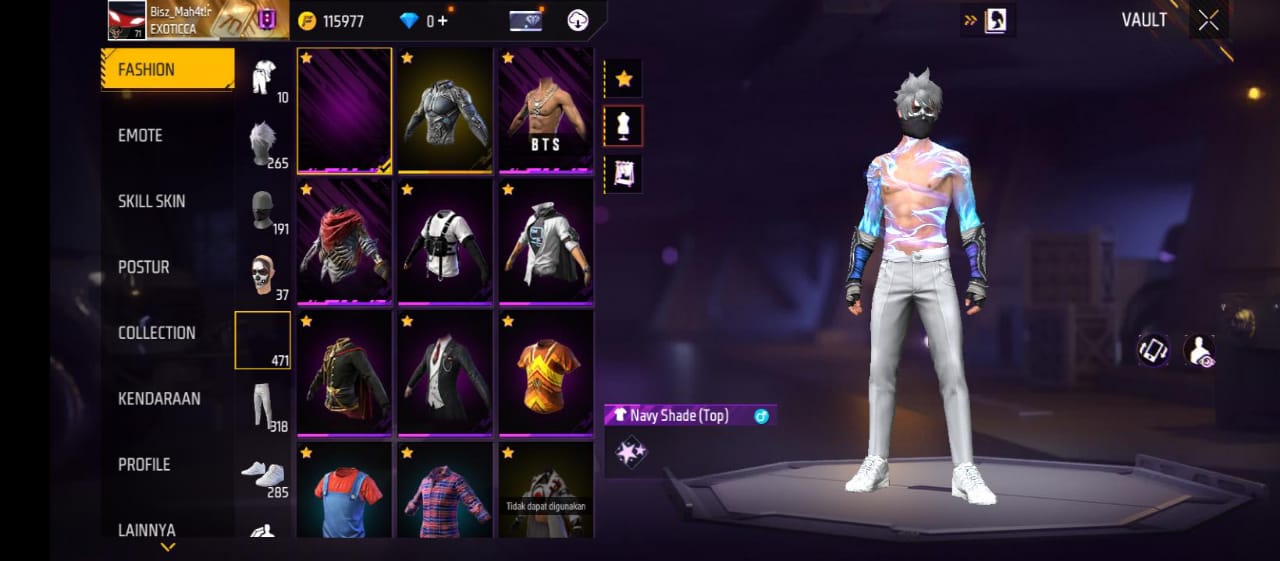 Bisz_Mah4t!r
EXOTICCA
71
115977
0+
VAULT
FASHION
EMOTE
SKILL SKIN
POSTUR
COLLECTION
KENDARAAN
PROFILE
LAINNYA
10
265
191
37
471
318
285
BTS
Tidak dapat digunakan
Navy Shade (Top)